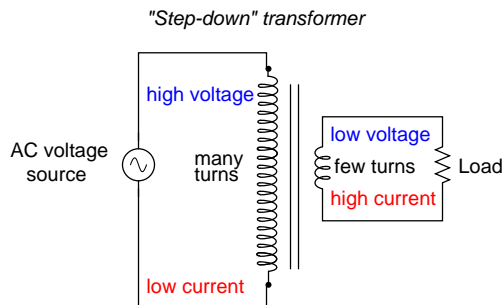 "Step-down" transformer
high voltage
low voltage
AC voltage
source
many
turns
few turns
Load
high current
low current